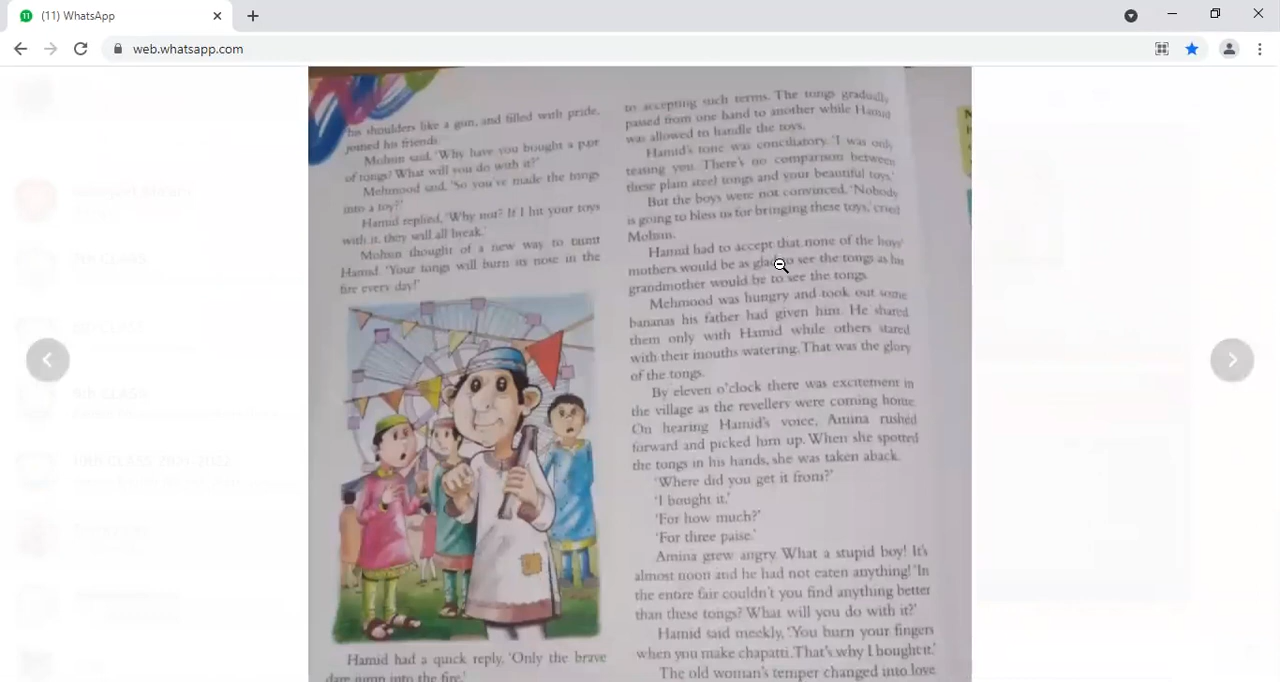 (11) WhatsApp
web.whatsapp.com
his shoulders like a gun, and filled with pride,
joined his friends.
Mohsin said, 'Why have you bought a pair
of tongs? What will you do with it?'
Mehmood said, 'So you've made the tongs
into a toy?'
Hamid replied, 'Why not? If I hit your toys
with it, they will all break.'
Mohsin thought of a new way to taunt
Hamid. 'Your tongs will burn its nose in the
fire every day!'
Hamid had a quick reply, 'Only the brave
dare jump into the fire.'
to accepting such terms. The tongs gradually
passed from one hand to another while Hamid
was allowed to handle the toys.
Hamid's tone was conciliatory. 'I was only
teasing you. There's no comparison between
these plain steel tongs and your beautiful toys.'
But the boys were not convinced. 'Nobody
is going to bless us for bringing these toys,' cried
Mohsin.
Hamid had to accept that none of the boys'
mothers would be as glad to see the tongs as his
grandmother would be to see the tongs.
Mehmood was hungry and took out some
bananas his father had given him. He shared
them only with Hamid while others stared
with their mouths watering. That was the glory
of the tongs.
By eleven o'clock there was excitement in
the village as the revellery were coming home.
On hearing Hamid's voice, Amina rushed
forward and picked him up. When she spotted
the tongs in his hands, she was taken aback.
'Where did you get it from?'
'I bought it.'
'For how much?'
'For three paise.'
Amina grew angry. What a stupid boy! It's
almost noon and he had not eaten anything! 'In
the entire fair couldn't you find anything better
than these tongs? What will you do with it?'
Hamid said meekly, 'You burn your fingers
when you make chapatti. That's why I bought it.'
The old woman's temper changed into love